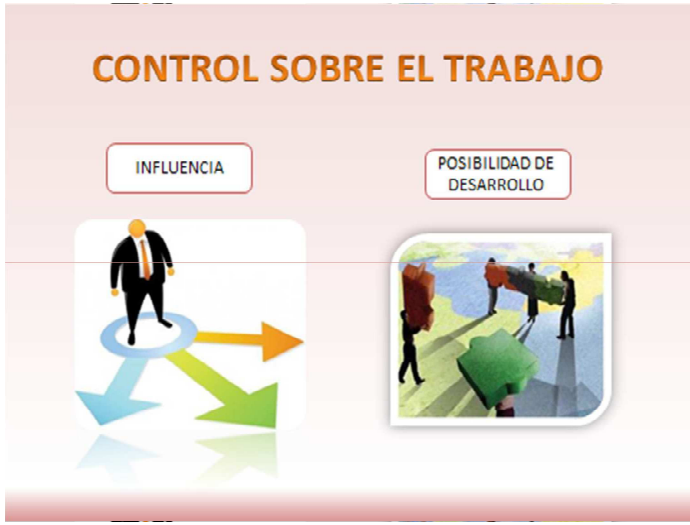 CONTROL SOBRE EL TRABAJO
INFLUENCIA
POSIBILIDAD DE
DESARROLLO